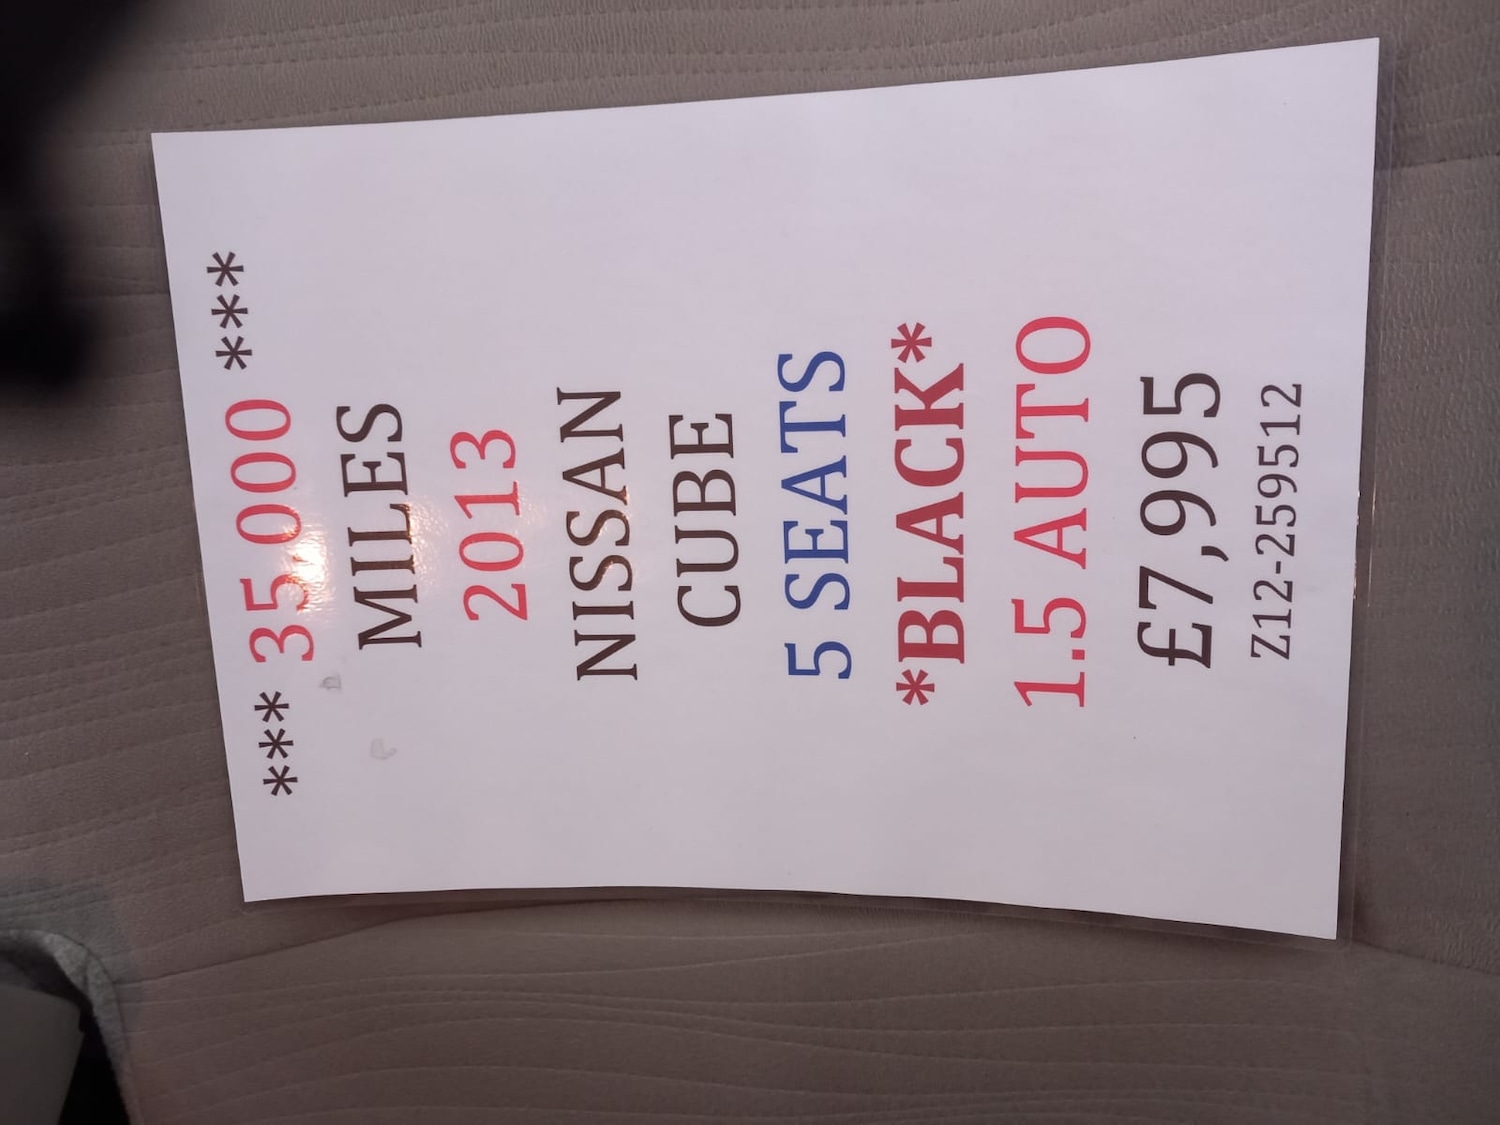 *** 35,000 ***
MILES
2013
NISSAN
CUBE
5 SEATS
*BLACK*
1.5 AUTO
£7,995
Z12-259512